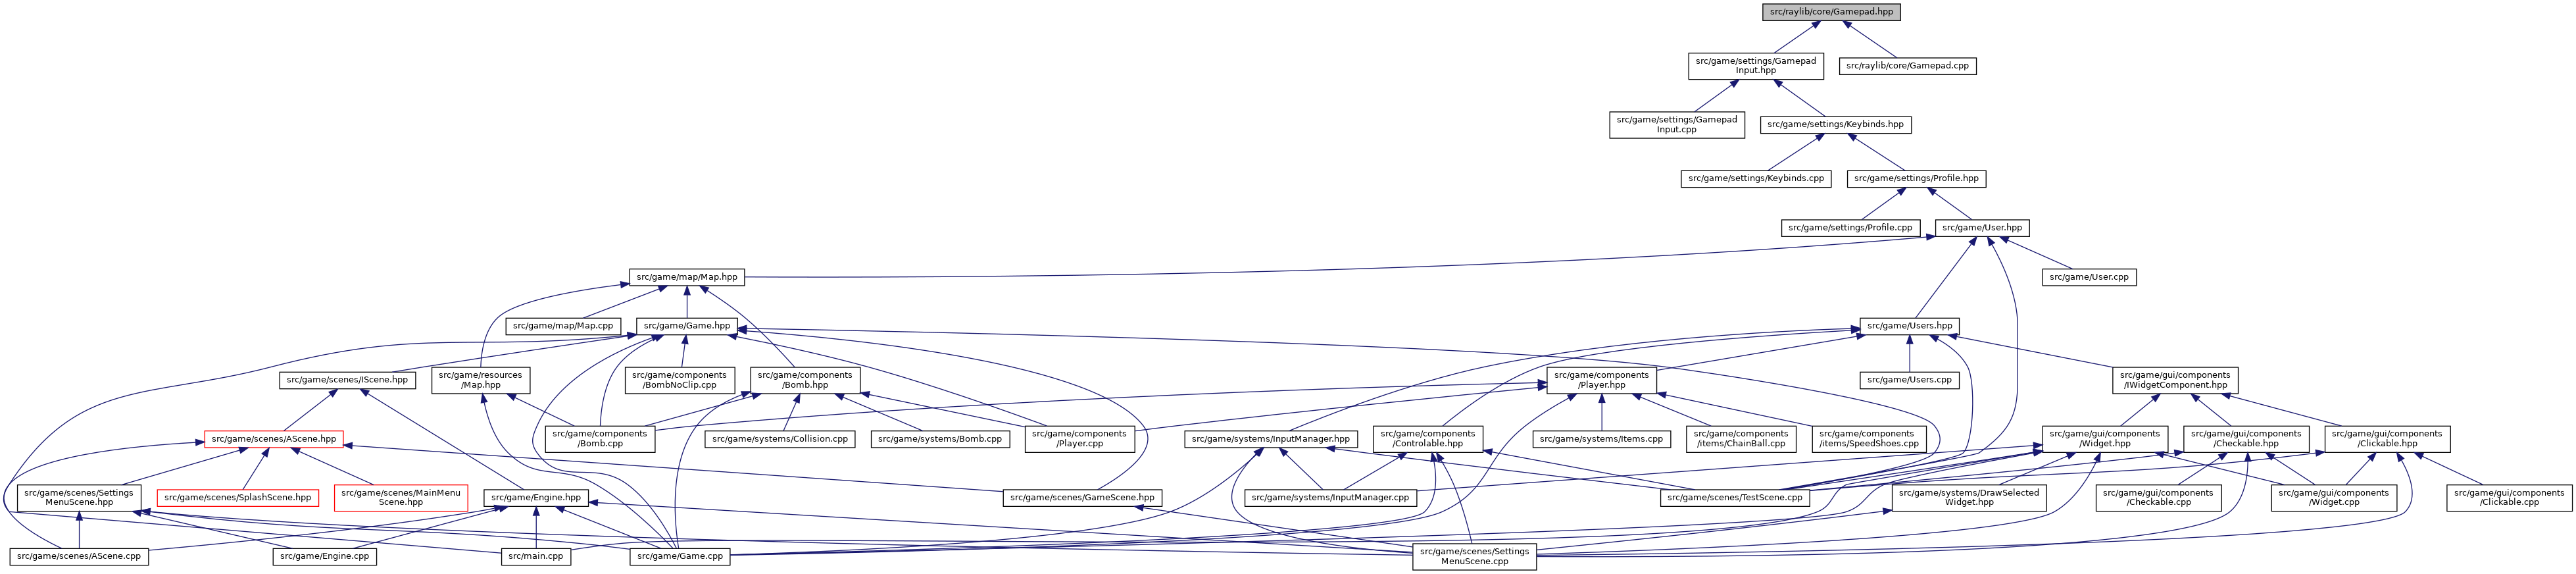 src/raylib/core/Gamepad.hpp
src/game/settings/Gamepad
Input.hpp
src/raylib/core/Gamepad.cpp
src/game/settings/Gamepad
Input.cpp
src/game/settings/Keybinds.hpp
src/game/settings/Keybinds.cpp
src/game/settings/Profile.hpp
src/game/settings/Profile.cpp
src/game/User.hpp
src/game/map/Map.hpp
src/game/User.cpp
src/game/map/Map.cpp
src/game/Game.hpp
src/game/Users.hpp
src/game/scenes/IScene.hpp
src/game/resources
/Map.hpp
src/game/components
/BombNoClip.cpp
src/game/components
/Bomb.hpp
src/game/components
/Player.hpp
src/game/Users.cpp
src/game/gui/components
/IWidgetComponent.hpp
src/game/scenes/AScene.hpp
src/game/components
/Bomb.cpp
src/game/systems/Collision.cpp
src/game/systems/Bomb.cpp
src/game/components
/Player.cpp
src/game/systems/InputManager.hpp
src/game/components
/Controlable.hpp
src/game/systems/Items.cpp
src/game/components
/items/ChainBall.cpp
src/game/components
/items/SpeedShoes.cpp
src/game/gui/components
/Widget.hpp
src/game/gui/components
/Checkable.hpp
src/game/gui/components
/Clickable.hpp
src/game/scenes/Settings
MenuScene.hpp
src/game/scenes/SplashScene.hpp
src/game/scenes/MainMenu
Scene.hpp
src/game/Engine.hpp
src/game/scenes/GameScene.hpp
src/game/systems/InputManager.cpp
src/game/scenes/TestScene.cpp
src/game/systems/DrawSelected
Widget.hpp
src/game/gui/components
/Checkable.cpp
src/game/gui/components
/Widget.cpp
src/game/gui/components
/Clickable.cpp
src/game/scenes/AScene.cpp
src/game/Engine.cpp
src/main.cpp
src/game/Game.cpp
src/game/scenes/Settings
MenuScene.cpp